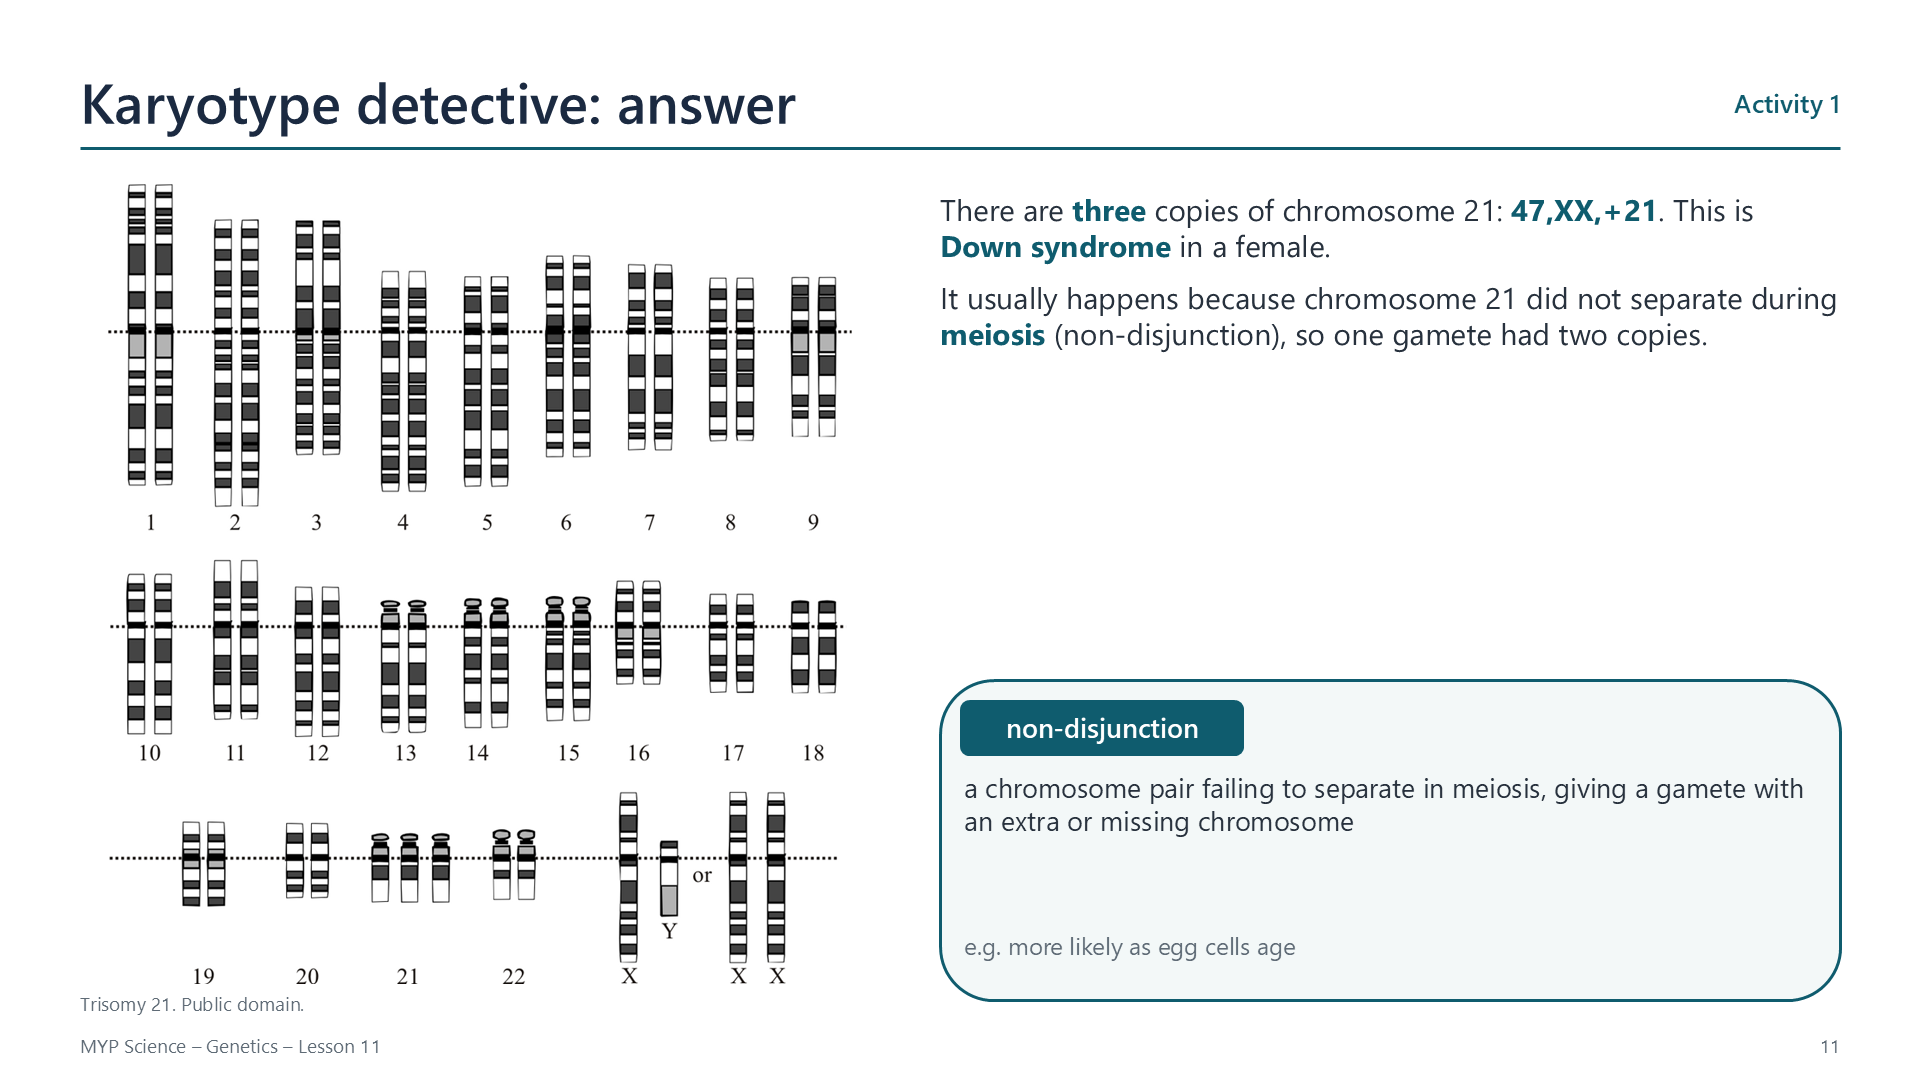 Karyotype detective: answer
Activity 1
1 2 3 4 5 6 7 8 9
10 11 12 13 14 15 16 17 18
or
Y
19 20 21 22 X X X
Trisomy 21. Public domain.
There are three copies of chromosome 21: 47,XX,+21. This is
Down syndrome in a female.
It usually happens because chromosome 21 did not separate during
meiosis (non-disjunction), so one gamete had two copies.
non-disjunction
a chromosome pair failing to separate in meiosis, giving a gamete with
an extra or missing chromosome
e.g. more likely as egg cells age
MYP Science – Genetics – Lesson 11
11